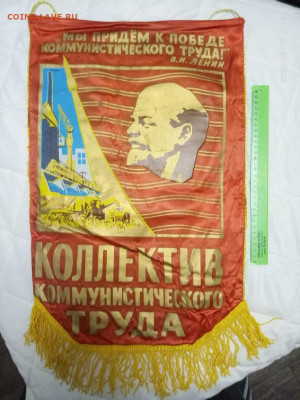 COINS.LAVE.RU
"МЫ ПРИДЁМ К ПОБЕДЕ
КОММУНИСТИЧЕСКОГО ТРУДА!"
В.И. ЛЕНИН
КОЛЛЕКТИВ
КОММУНИСТИЧЕСКОГО
ТРУДА